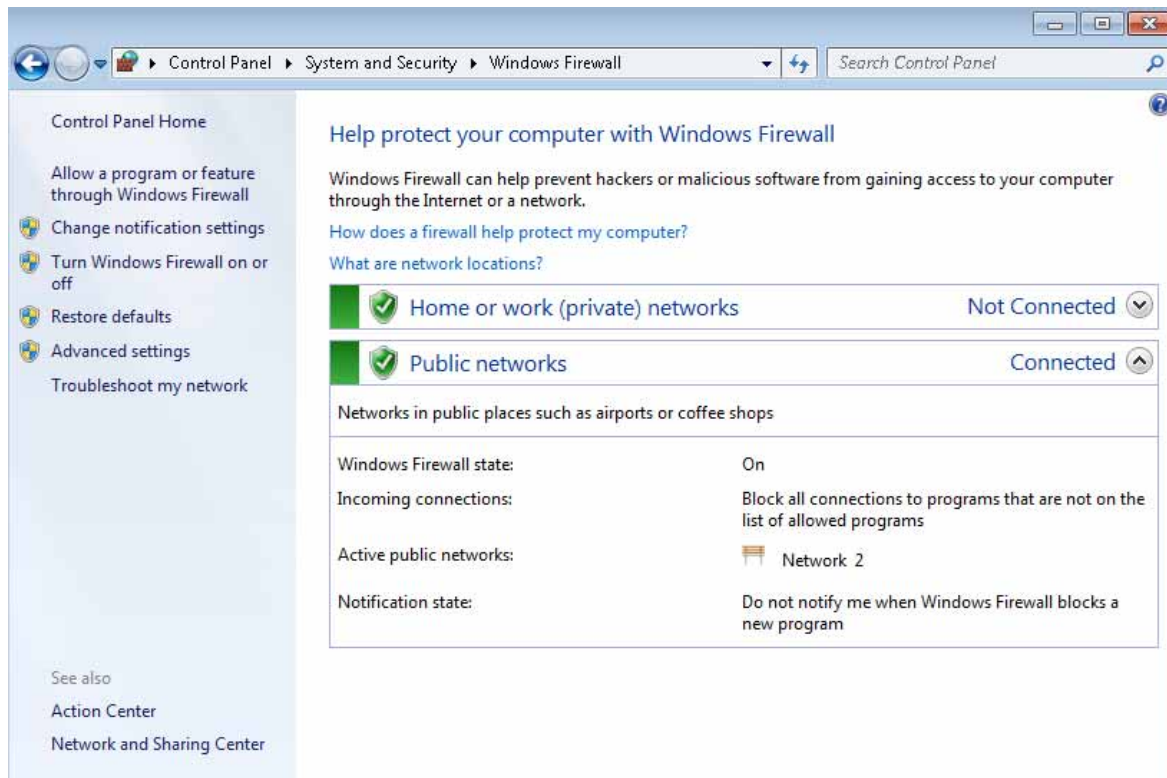 Control Panel ▸ System and Security ▸ Windows Firewall
Search Control Panel
Control Panel Home
Allow a program or feature
through Windows Firewall
Change notification settings
Turn Windows Firewall on or
off
Restore defaults
Advanced settings
Troubleshoot my network
See also
Action Center
Network and Sharing Center
Help protect your computer with Windows Firewall
Windows Firewall can help prevent hackers or malicious software from gaining access to your computer
through the Internet or a network.
How does a firewall help protect my computer?
What are network locations?
Home or work (private) networks Not Connected
Public networks Connected
Networks in public places such as airports or coffee shops
Windows Firewall state: On
Incoming connections: Block all connections to programs that are not on the
list of allowed programs
Active public networks: Network 2
Notification state: Do not notify me when Windows Firewall blocks a
new program